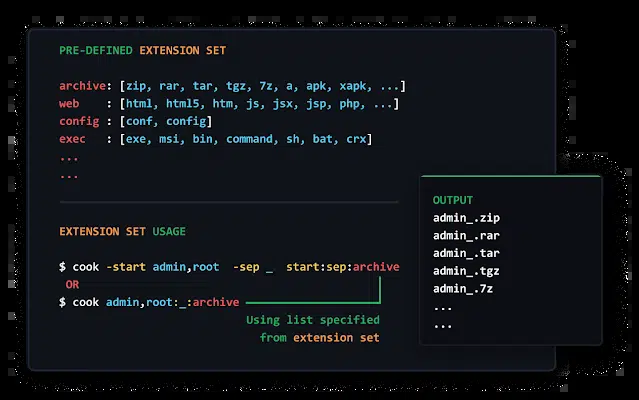 PRE-DEFINED EXTENSION SET
archive: [zip, rar, tar, tgz, 7z, a, apk, xapk, ...]
web    : [html, html5, htm, js, jsx, jsp, php, ...]
config : [conf, config]
exec   : [exe, msi, bin, command, sh, bat, crx]
...
...
EXTENSION SET USAGE
$ cook -start admin,root  -sep _  start:sep:archive
OR
$ cook admin,root:_:archive
Using list specified
from extension set
OUTPUT
admin_.zip
admin_.rar
admin_.tar
admin_.tgz
admin_.7z
...
...